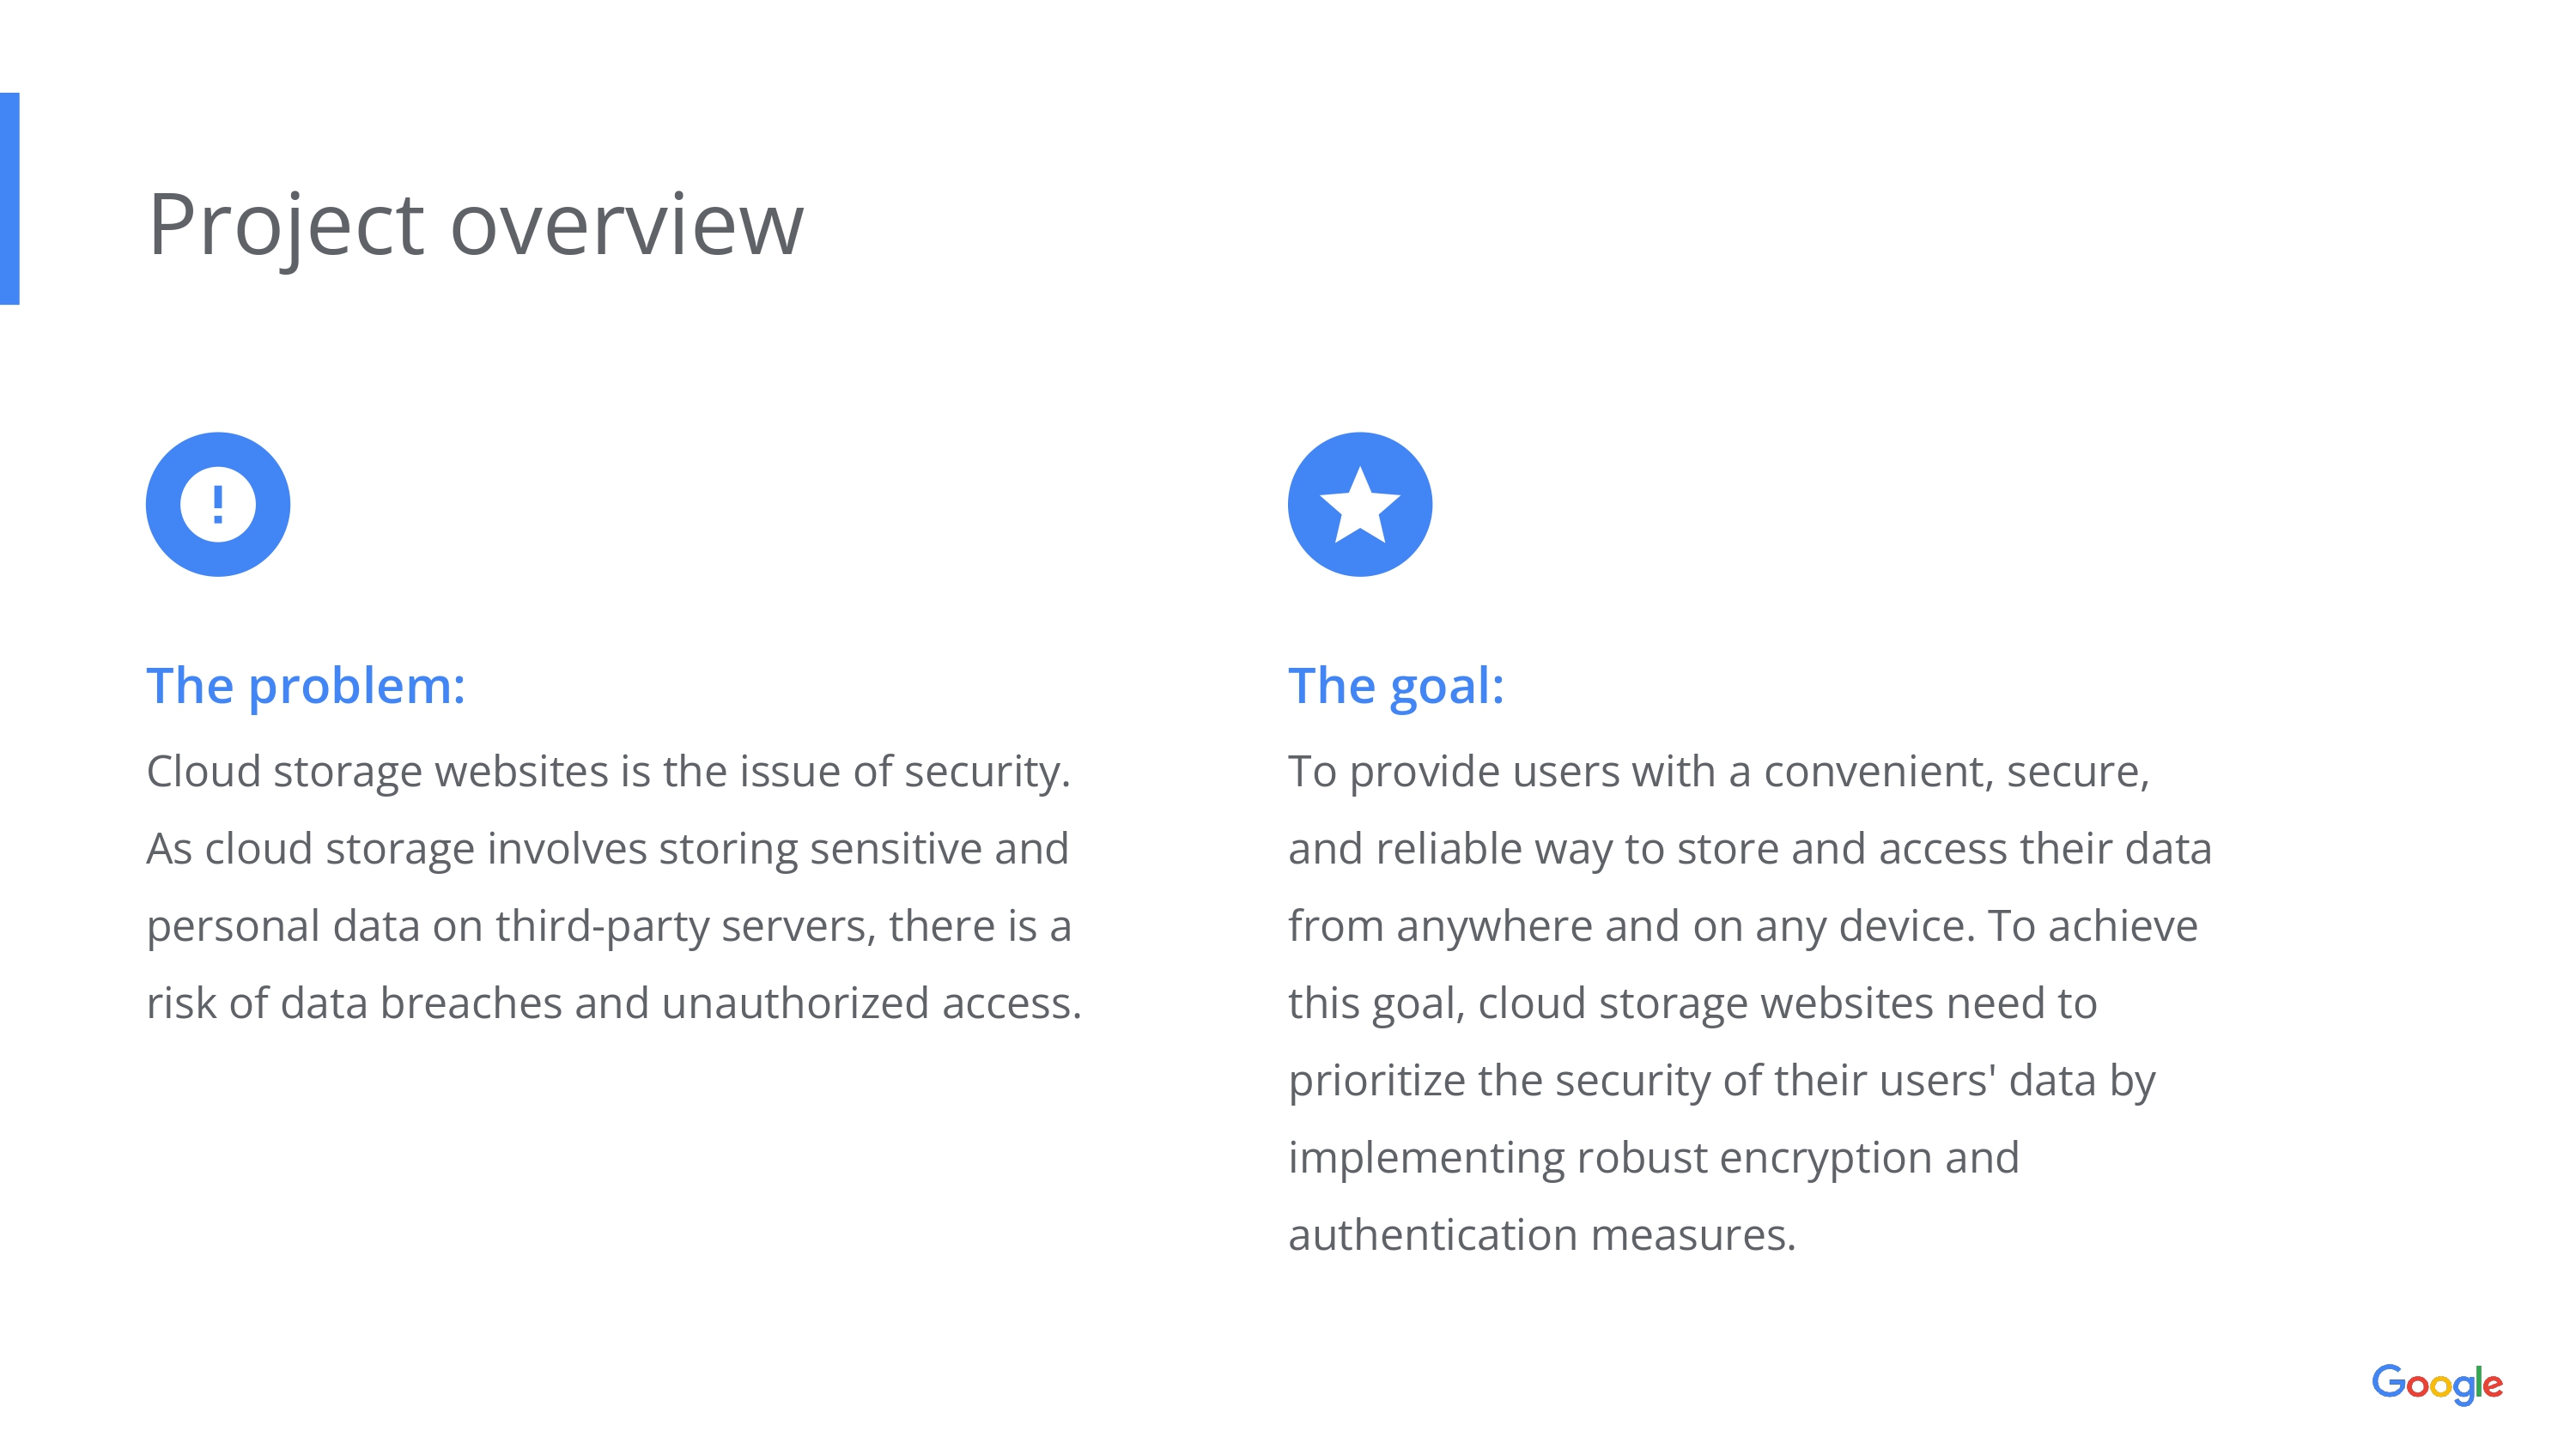 Project overview
The problem:
Cloud storage websites is the issue of security.
As cloud storage involves storing sensitive and
personal data on third-party servers, there is a
risk of data breaches and unauthorized access.
The goal:
To provide users with a convenient, secure,
and reliable way to store and access their data
from anywhere and on any device. To achieve
this goal, cloud storage websites need to
prioritize the security of their users' data by
implementing robust encryption and
authentication measures.
Google